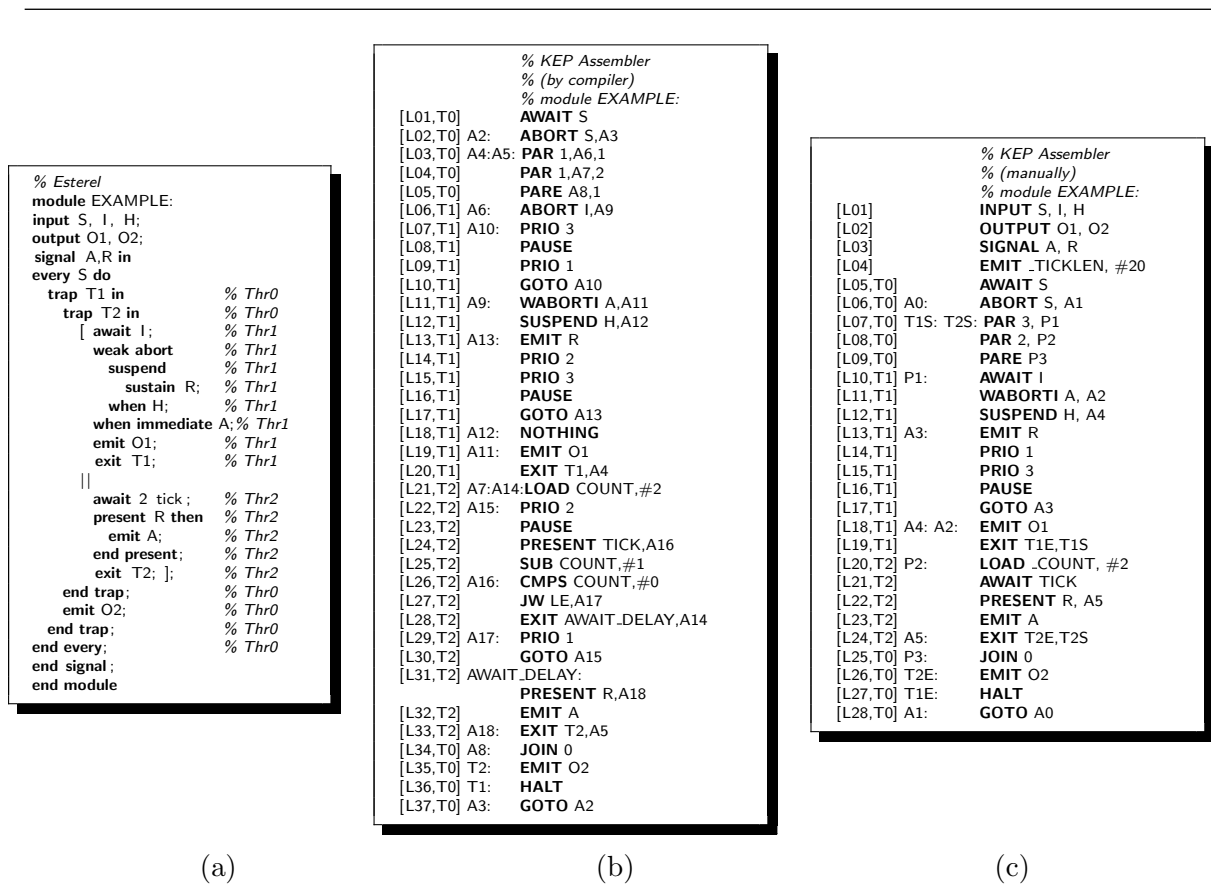 % Esterel
module EXAMPLE:
input S, I, H;
output O1, O2;
signal A,R in
every S do
trap T1 in % Thr0
trap T2 in % Thr0
[ await I; % Thr1
weak abort % Thr1
suspend % Thr1
sustain R; % Thr1
when H; % Thr1
when immediate A;% Thr1
emit O1; % Thr1
exit T1; % Thr1
||
await 2 tick; % Thr2
present R then % Thr2
emit A; % Thr2
end present; % Thr2
exit T2; ]; % Thr2
end trap; % Thr0
emit O2; % Thr0
end trap; % Thr0
end every; % Thr0
end signal;
end module
(a)
% KEP Assembler
% (by compiler)
% module EXAMPLE:
[L01,T0] AWAIT S
[L02,T0] A2: ABORT S,A3
[L03,T0] A4:A5: PAR 1,A6,1
[L04,T0] PAR 1,A7,2
[L05,T0] PARE A8,1
[L06,T1] A6: ABORT I,A9
[L07,T1] A10: PRIO 3
[L08,T1] PAUSE
[L09,T1] PRIO 1
[L10,T1] GOTO A10
[L11,T1] A9: WABORTI A,A11
[L12,T1] SUSPEND H,A12
[L13,T1] A13: EMIT R
[L14,T1] PRIO 2
[L15,T1] PRIO 3
[L16,T1] PAUSE
[L17,T1] GOTO A13
[L18,T1] A12: NOTHING
[L19,T1] A11: EMIT O1
[L20,T1] EXIT T1,A4
[L21,T2] A7:A14:LOAD COUNT,#2
[L22,T2] A15: PRIO 2
[L23,T2] PAUSE
[L24,T2] PRESENT TICK,A16
[L25,T2] SUB COUNT,#1
[L26,T2] A16: CMPS COUNT,#0
[L27,T2] JW LE,A17
[L28,T2] EXIT AWAIT_DELAY,A14
[L29,T2] A17: PRIO 1
[L30,T2] GOTO A15
[L31,T2] AWAIT_DELAY:
PRESENT R,A18
[L32,T2] EMIT A
[L33,T2] A18: EXIT T2,A5
[L34,T0] A8: JOIN 0
[L35,T0] T2: EMIT O2
[L36,T0] T1: HALT
[L37,T0] A3: GOTO A2
(b)
% KEP Assembler
% (manually)
% module EXAMPLE:
[L01] INPUT S, I, H
[L02] OUTPUT O1, O2
[L03] SIGNAL A, R
[L04] EMIT _TICKLEN, #20
[L05,T0] AWAIT S
[L06,T0] A0: ABORT S, A1
[L07,T0] T1S: T2S: PAR 3, P1
[L08,T0] PAR 2, P2
[L09,T0] PARE P3
[L10,T1] P1: AWAIT I
[L11,T1] WABORTI A, A2
[L12,T1] SUSPEND H, A4
[L13,T1] A3: EMIT R
[L14,T1] PRIO 1
[L15,T1] PRIO 3
[L16,T1] PAUSE
[L17,T1] GOTO A3
[L18,T1] A4: A2: EMIT O1
[L19,T1] EXIT T1E,T1S
[L20,T2] P2: LOAD _COUNT, #2
[L21,T2] AWAIT TICK
[L22,T2] PRESENT R, A5
[L23,T2] EMIT A
[L24,T2] A5: EXIT T2E,T2S
[L25,T0] P3: JOIN 0
[L26,T0] T2E: EMIT O2
[L27,T0] T1E: HALT
[L28,T0] A1: GOTO A0
(c)